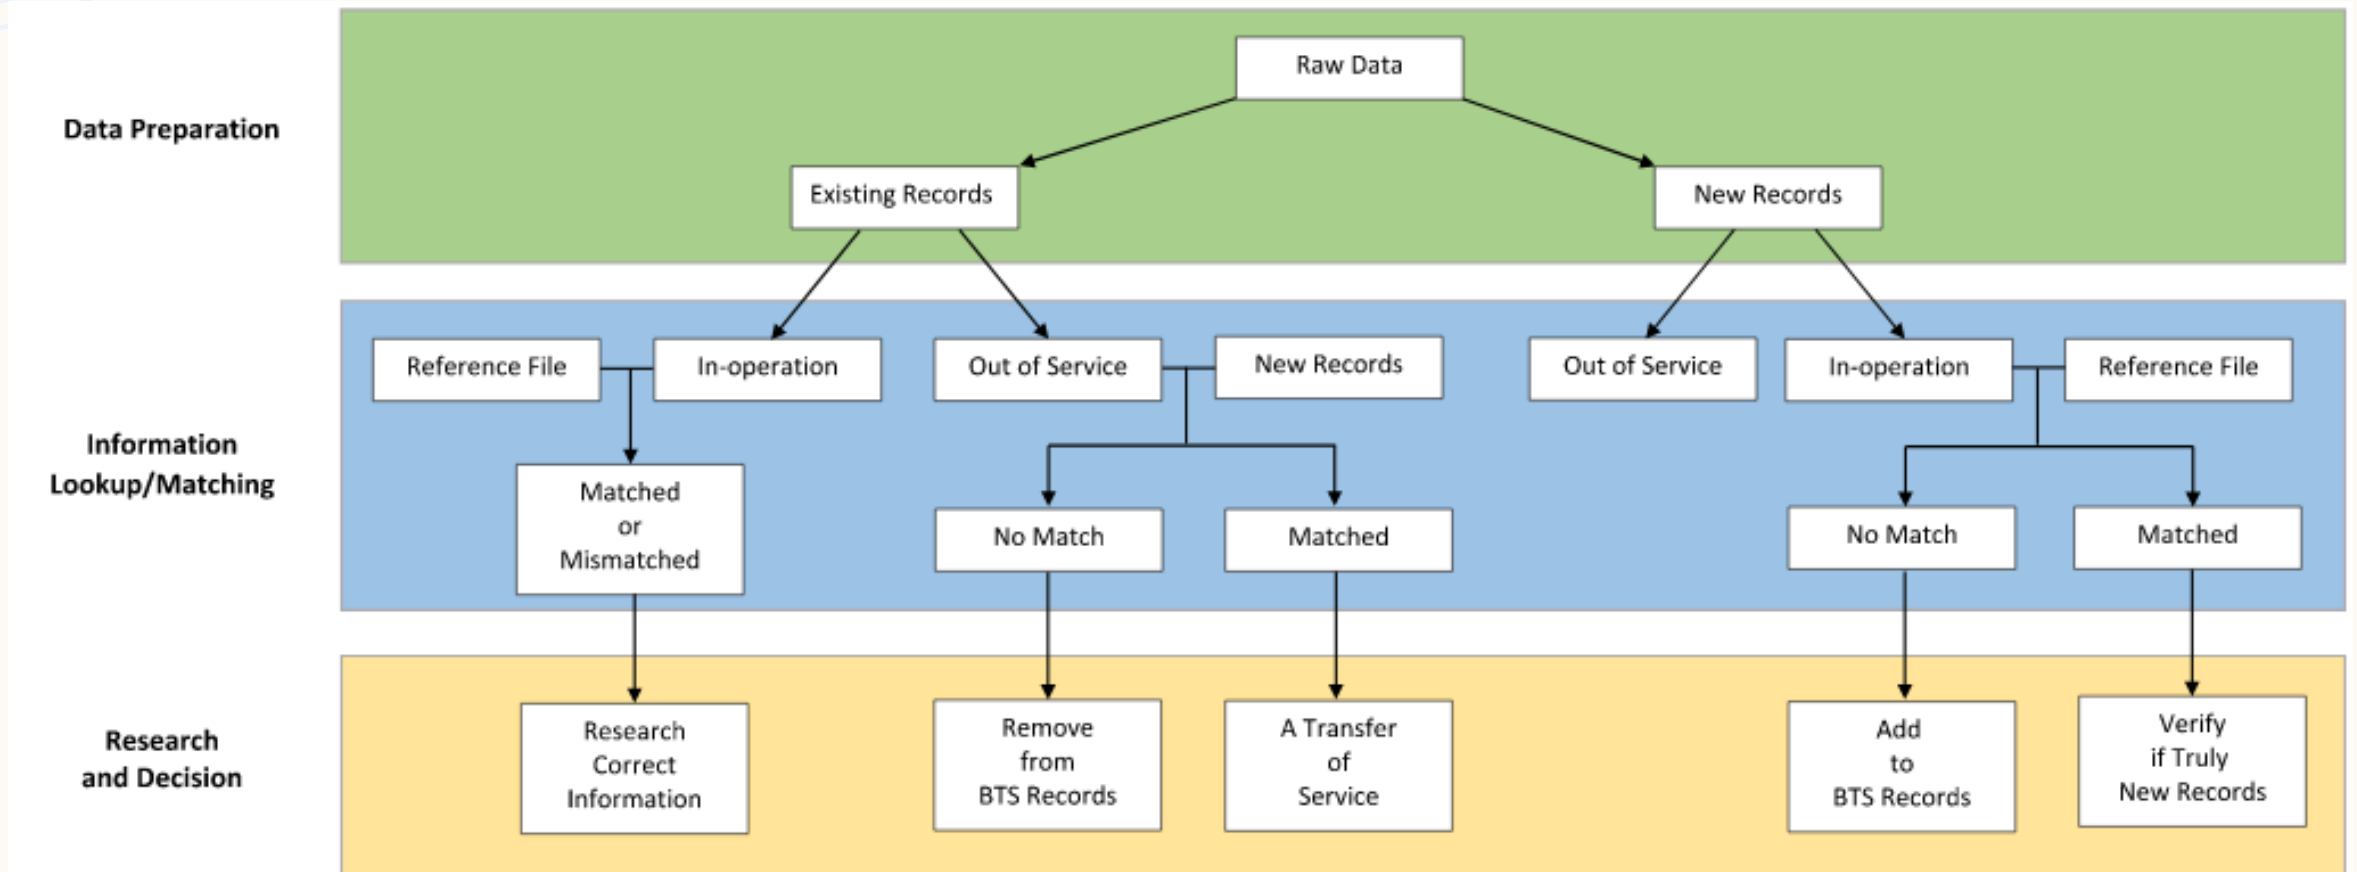 Data Preparation
Raw Data
Existing Records
New Records
Information
Lookup/Matching
Reference File
In-operation
Out of Service
New Records
Out of Service
In-operation
Reference File
Matched
or
Mismatched
No Match
Matched
No Match
Matched
Research
and Decision
Research
Correct
Information
Remove
from
BTS Records
A Transfer
of
Service
Add
to
BTS Records
Verify
if Truly
New Records